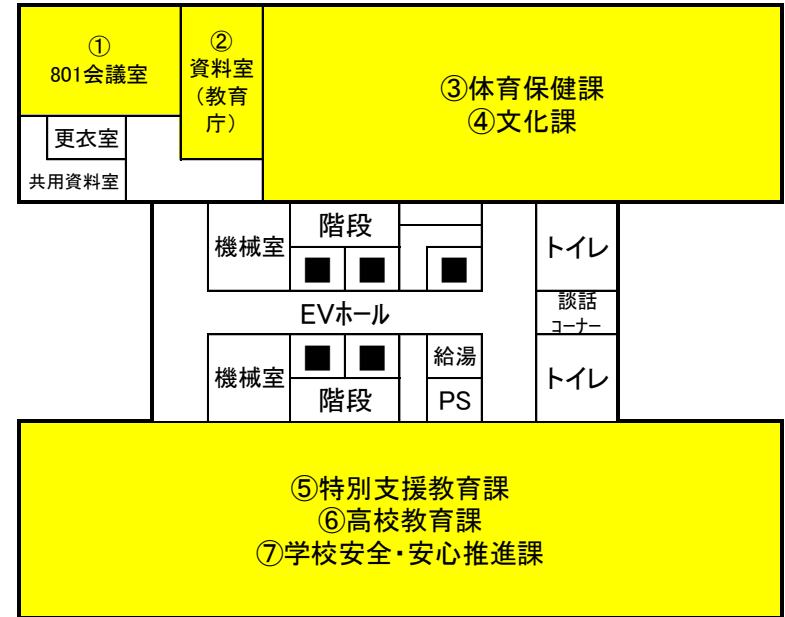 ①
801会議室
②
資料室
（教育
庁）
③体育保健課
④文化課
更衣室
共用資料室
機械室
階段
トイレ
EVホール
談話
コーナー
機械室
階段
給湯
PS
トイレ
⑤特別支援教育課
⑥高校教育課
⑦学校安全・安心推進課